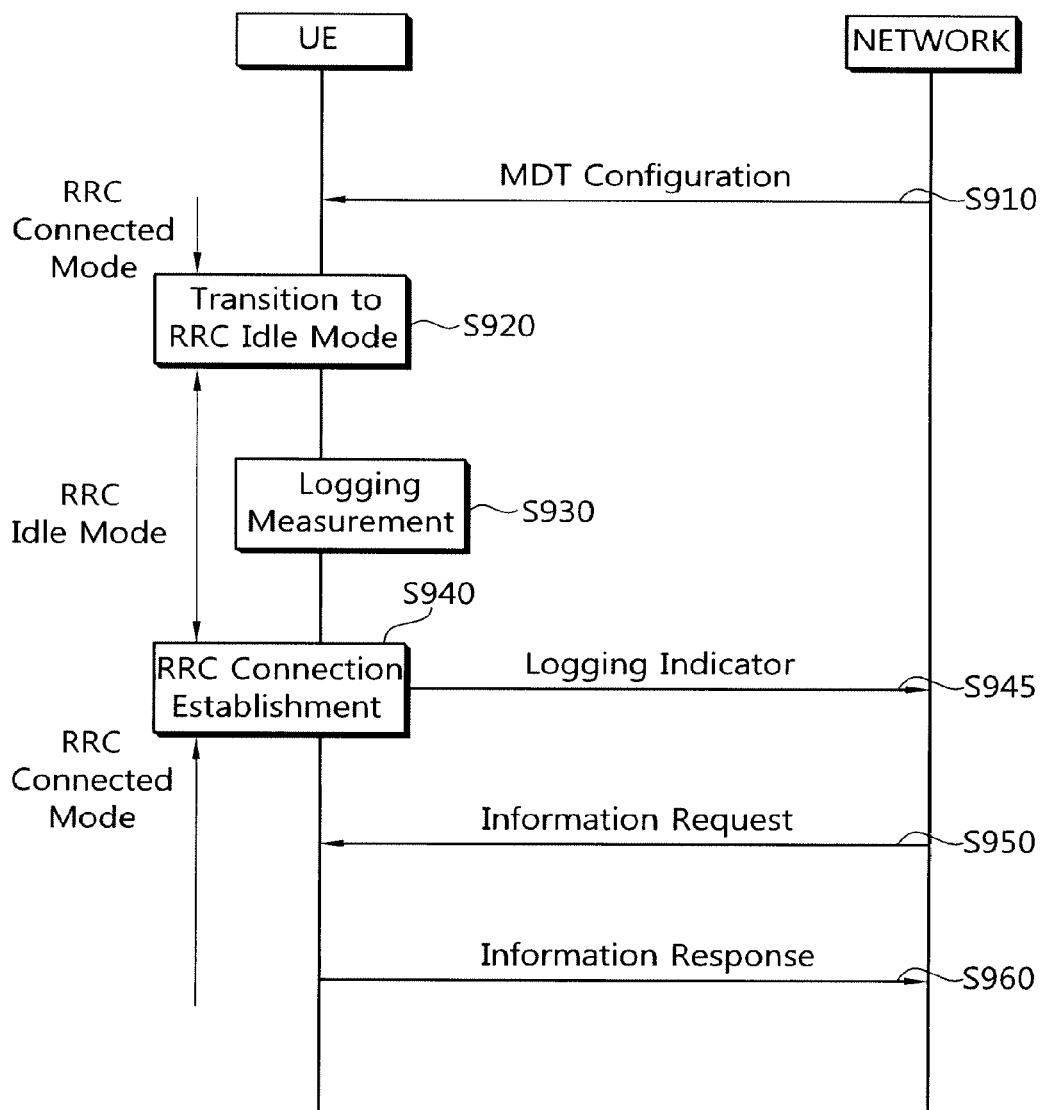 UE
NETWORK
MDT Configuration
S910
RRC
Connected
Mode
Transition to
RRC Idle Mode
S920
RRC
Idle Mode
Logging
Measurement
S930
S940
RRC Connection
Establishment
Logging Indicator
S945
RRC
Connected
Mode
Information Request
S950
Information Response
S960